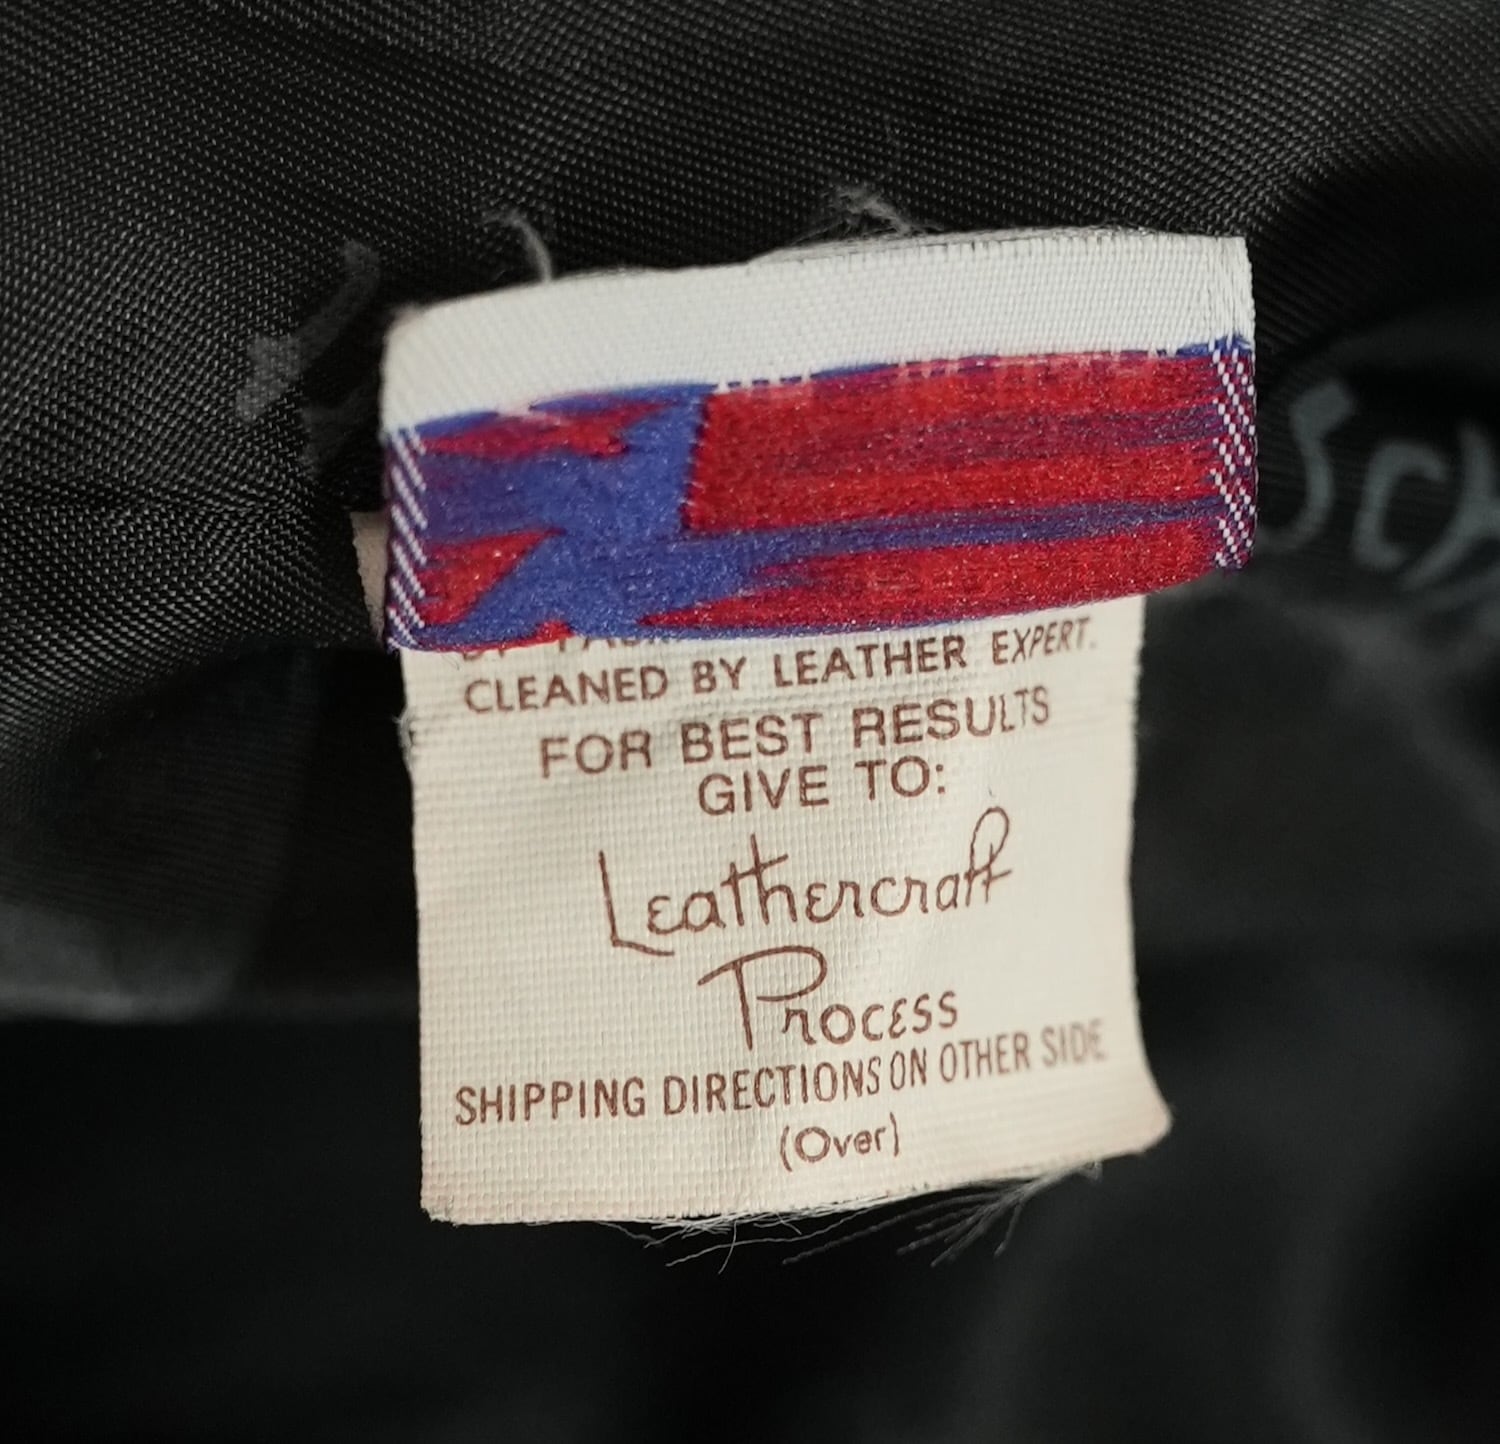 CLEANED BY LEATHER EXPERT.
FOR BEST RESULTS
GIVE TO:
Leathercraft
Process
SHIPPING DIRECTIONS ON OTHER SIDE
(Over)